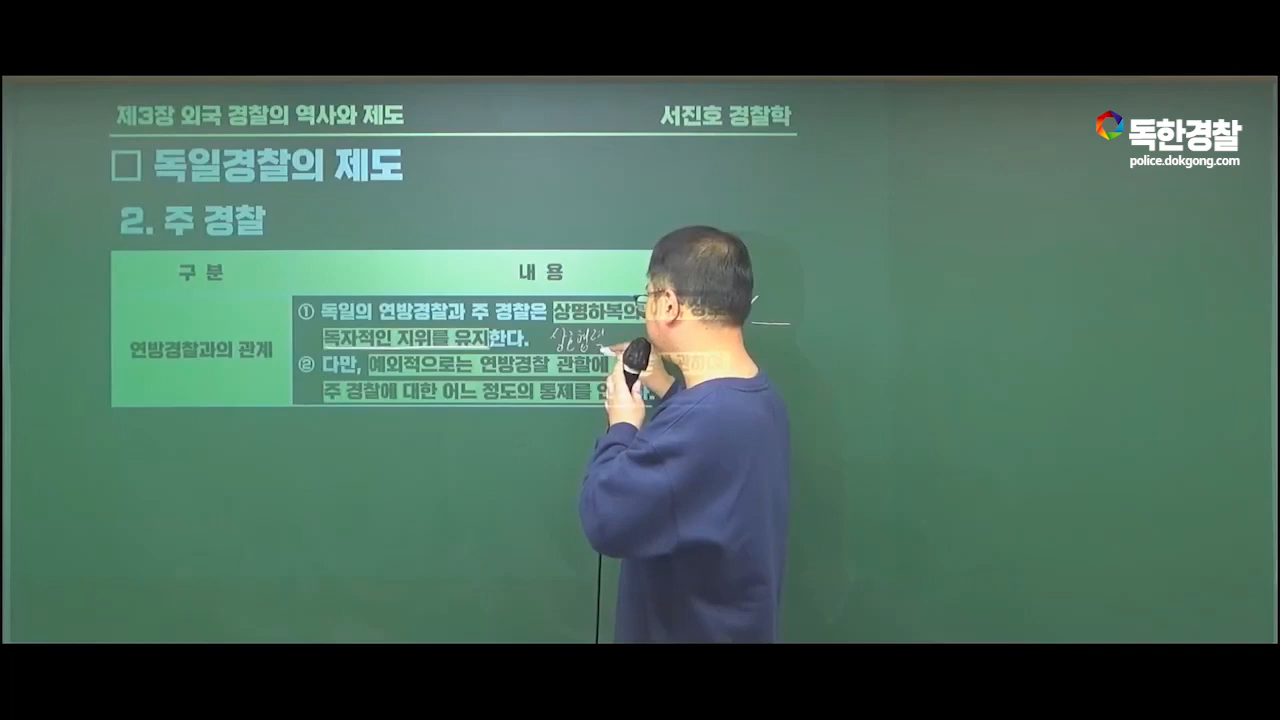 제3장 외국 경찰의 역사와 제도
서진호 경찰학
독한경찰
police.dokgong.com
□ 독일경찰의 제도
2. 주 경찰
구 분
내 용
연방경찰과의 관계
① 독일의 연방경찰과 주 경찰은 상명하복의
독자적인 지위를 유지한다.
상호협력
② 다만, 예외적으로는 연방경찰 관할에
주 경찰에 대한 어느 정도의 통제를